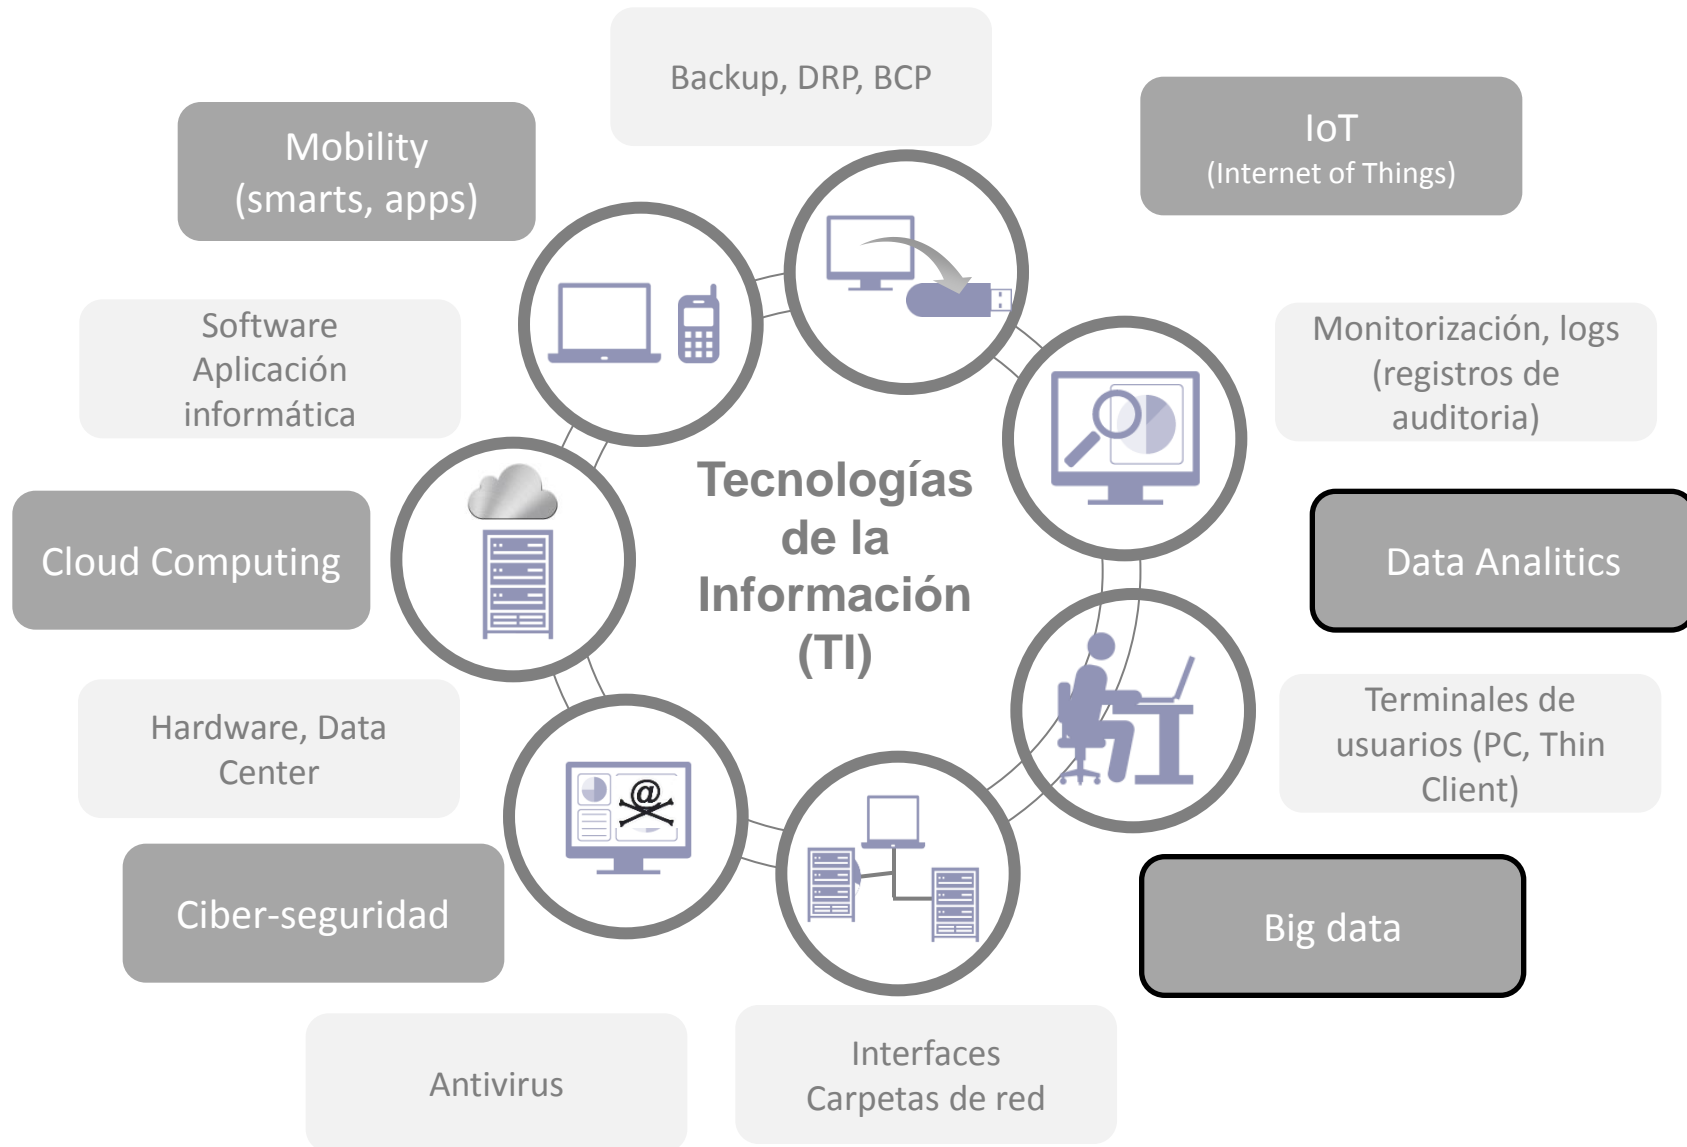 Backup, DRP, BCP
IoT
(Internet of Things)
Mobility
(smarts, apps)
Monitorización, logs
(registros de
auditoria)
Software
Aplicación
informática
Tecnologías
de la
Información
(TI)
Cloud Computing
Data Analitics
Hardware, Data
Center
Terminales de
usuarios (PC, Thin
Client)
@
Ciber-seguridad
Big data
Antivirus
Interfaces
Carpetas de red